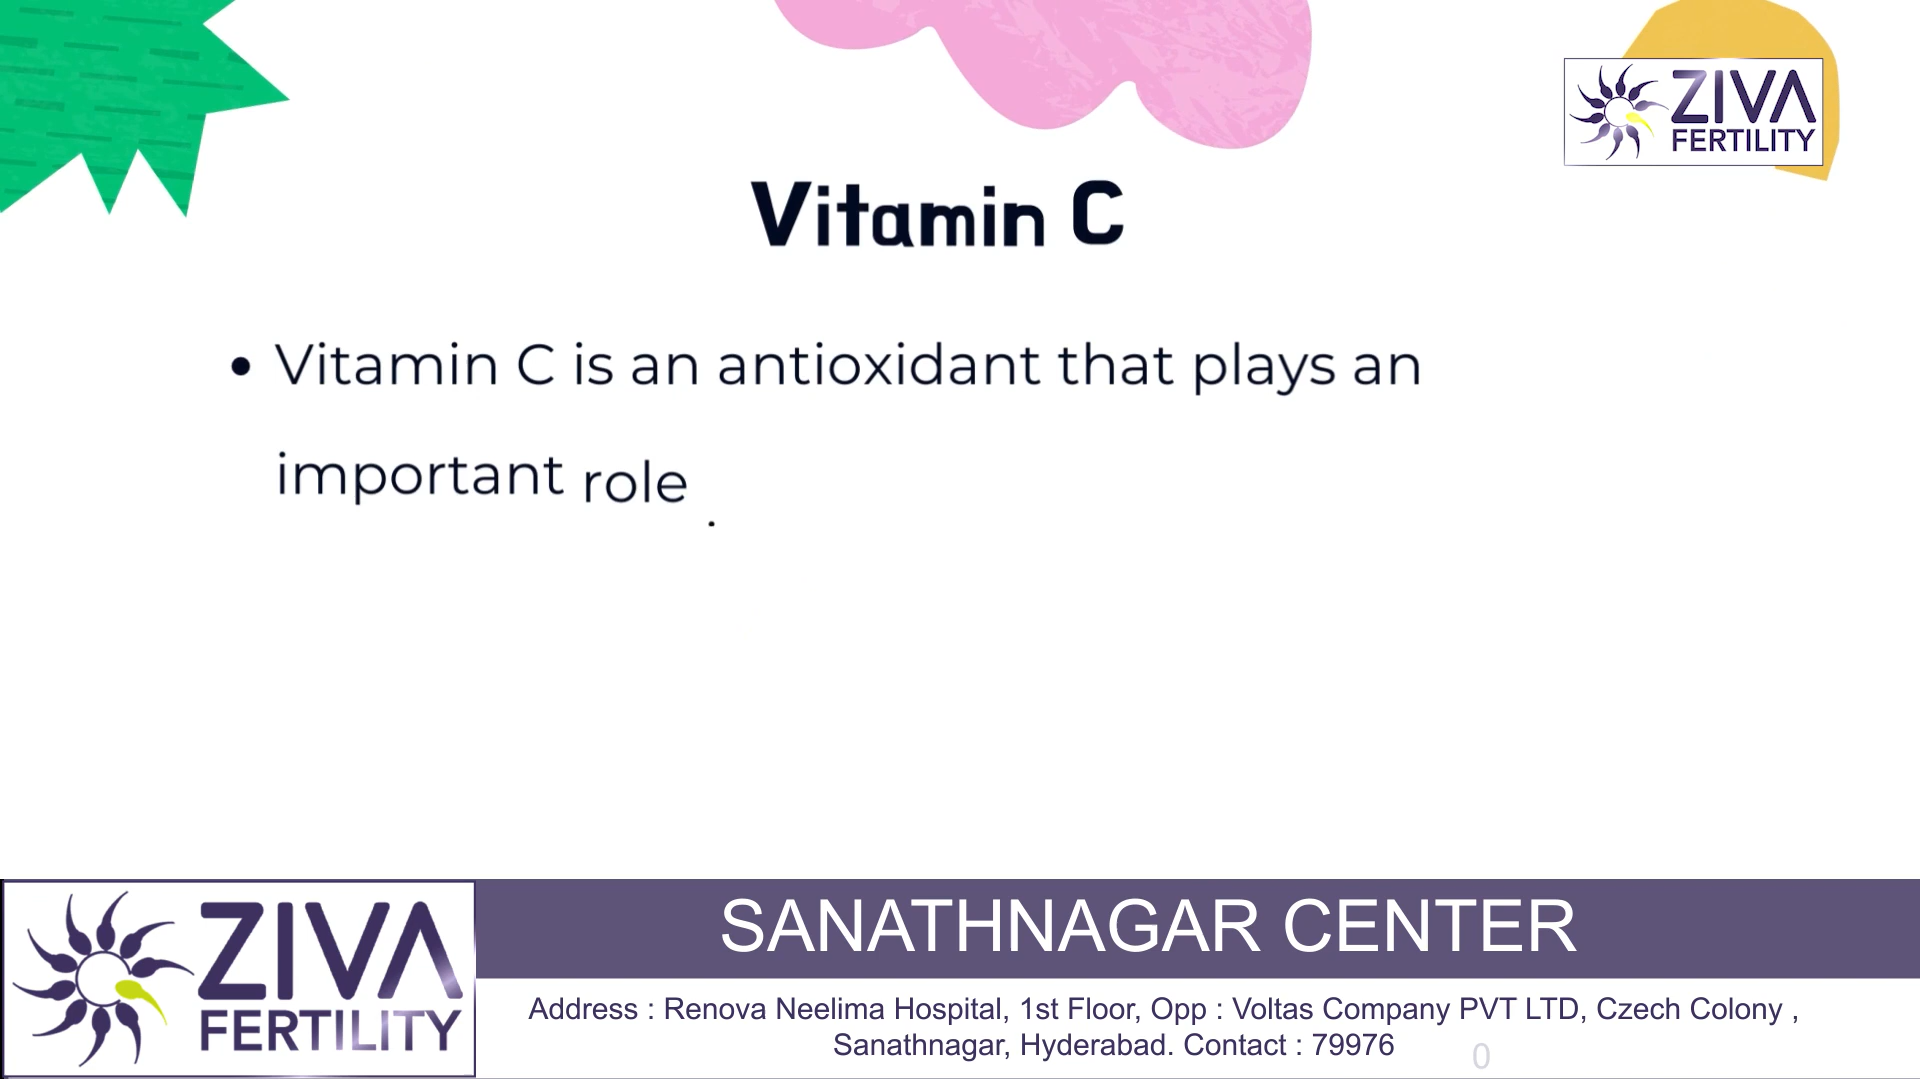 ZIVA
FERTILITY
Vitamin C
• Vitamin C is an antioxidant that plays an
important role
ZIVA
FERTILITY
SANATHNAGAR CENTER
Address : Renova Neelima Hospital, 1st Floor, Opp : Voltas Company PVT LTD, Czech Colony ,
Sanathnagar, Hyderabad. Contact : 79976 0